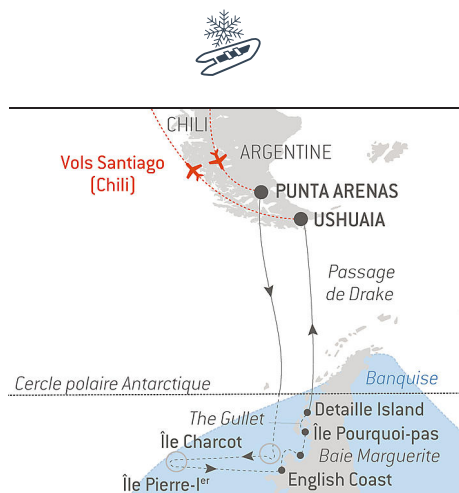 CHILI
ARGENTINE
Vols Santiago
(Chili)
PUNTA ARENAS
USHUAIA
Passage
de Drake
Banquise
Cercle polaire Antarctique
Detaille Island
The Gullet
Île Pourquoi-pas
Île Charcot
Baie Marguerite
Île Pierre-Iᵉʳ
English Coast